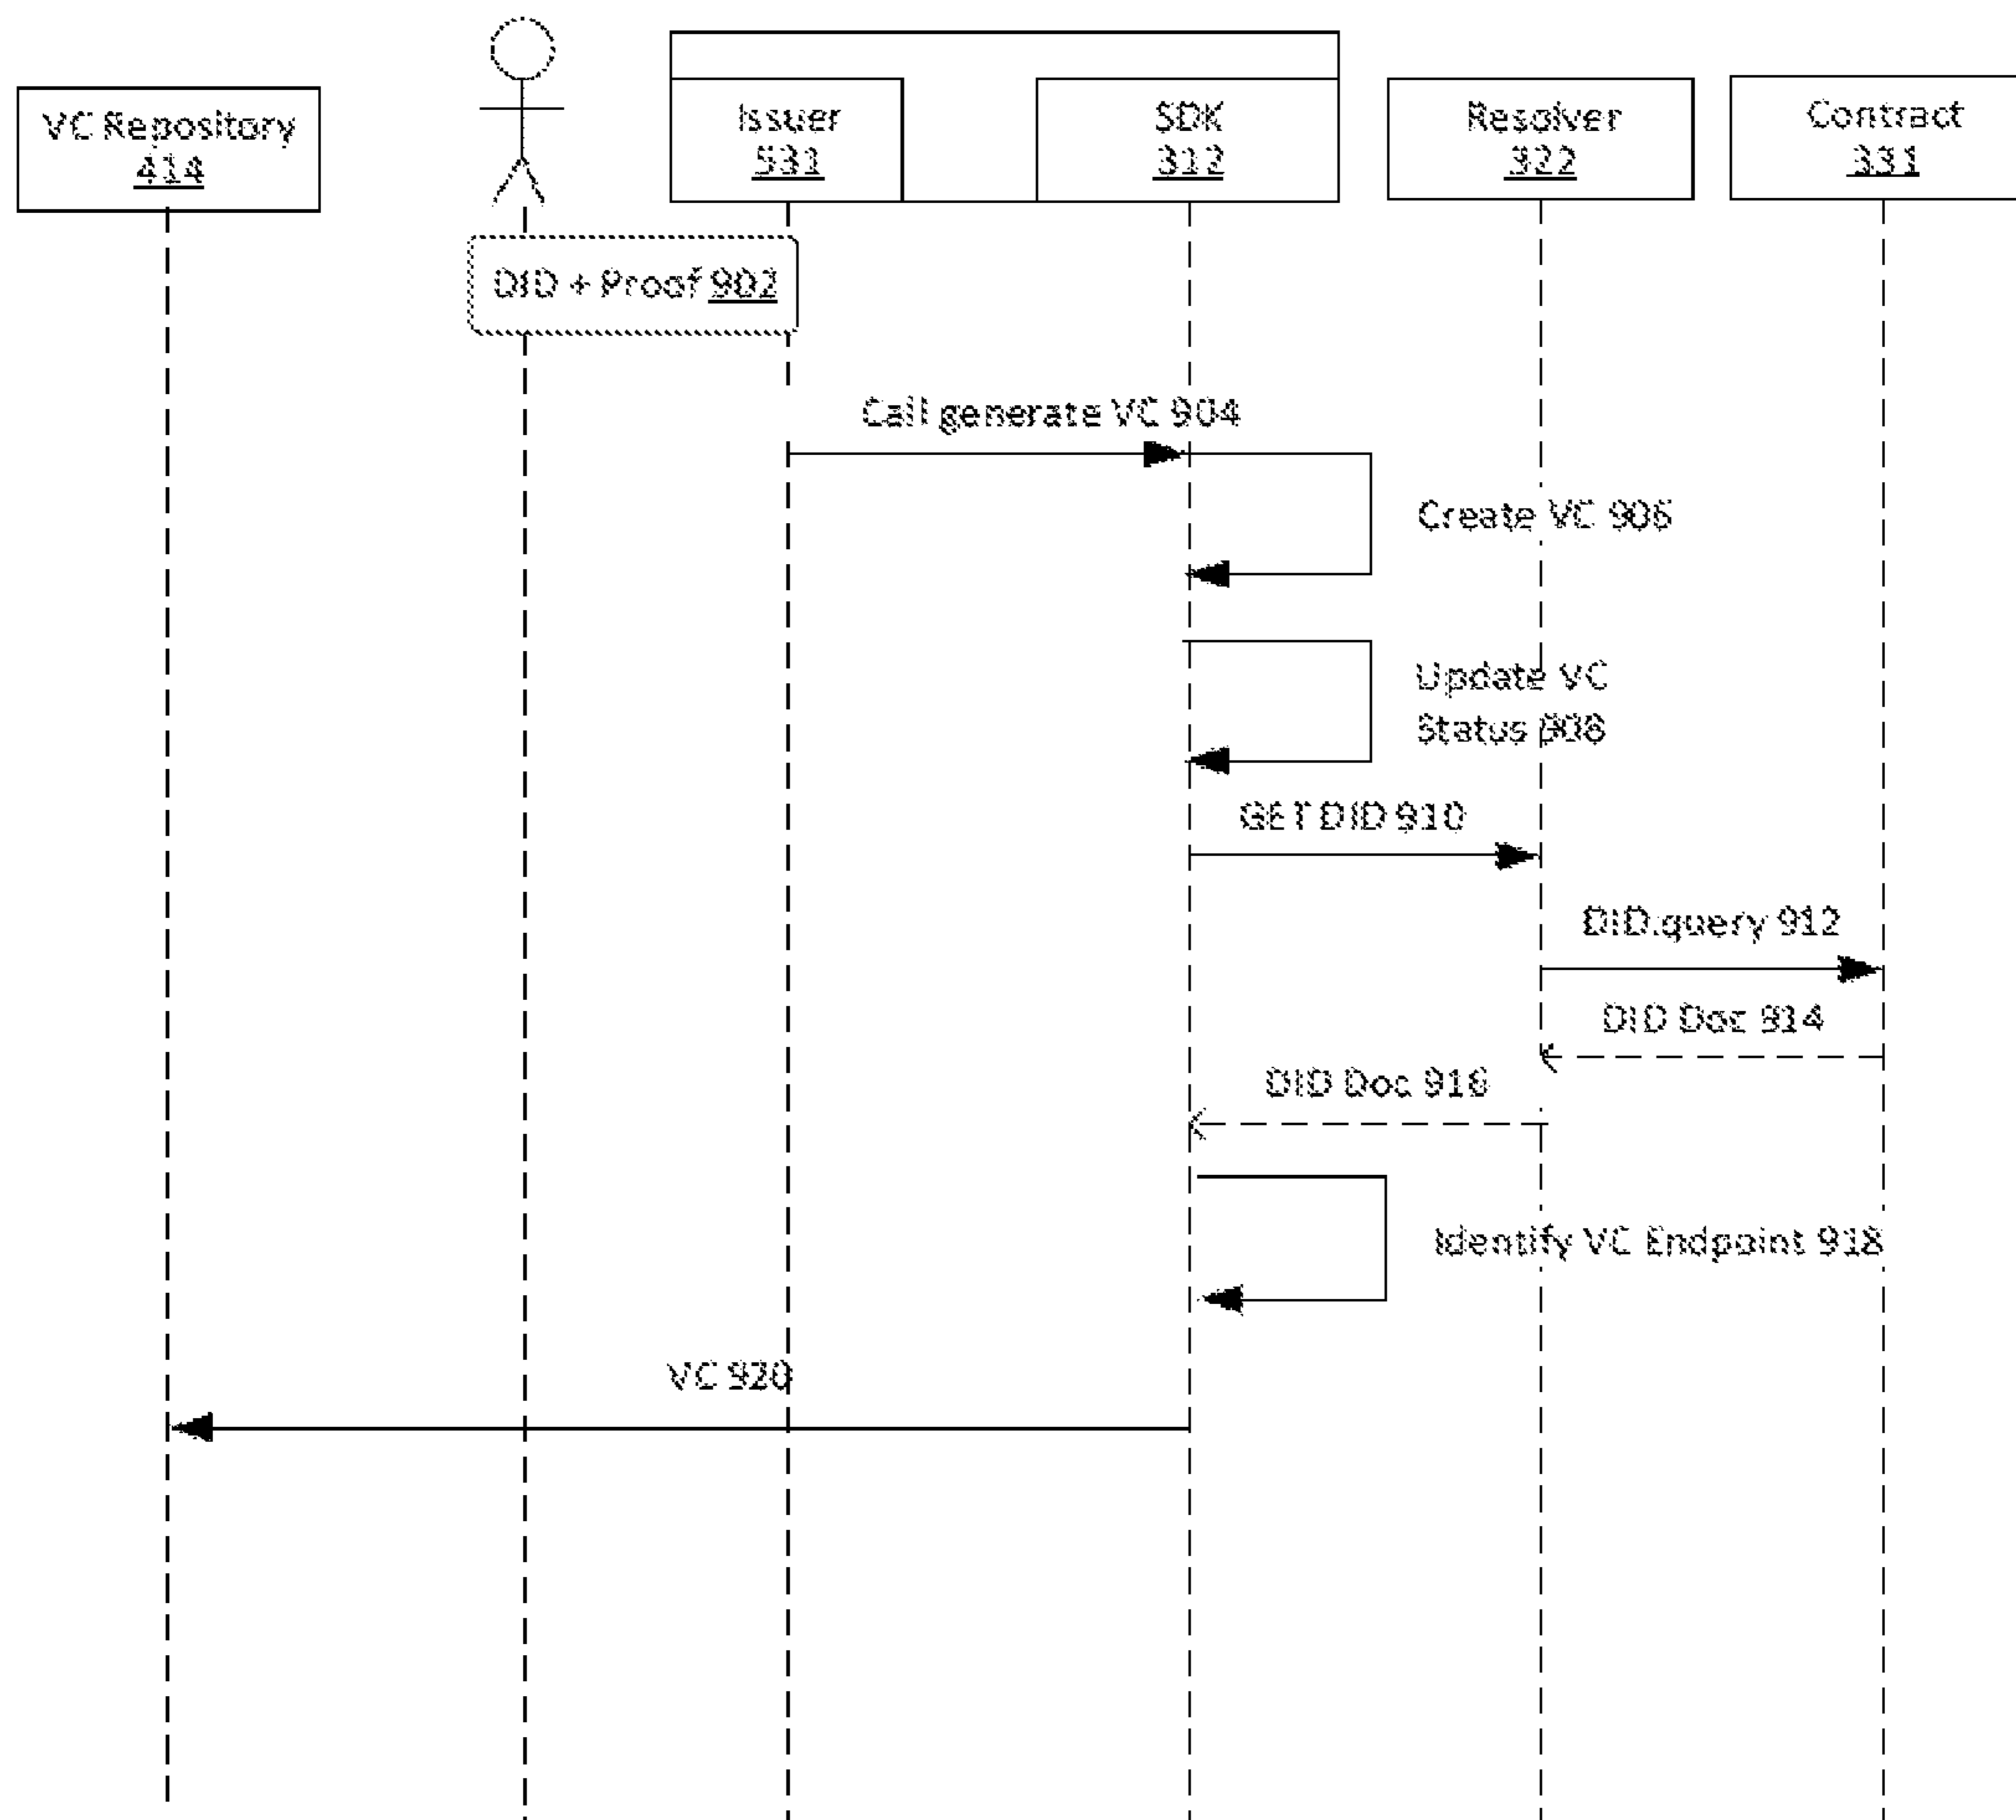 VC Repository
414
Issuer
531
SDK
312
Resolver
322
Contract
331
DID + Proof 902
Call generate VC 904
Create VC 906
Update VC
Status 908
GET DID 910
DID.query 912
DID Doc 914
DID Doc 916
Identify VC Endpoint 918
VC 920